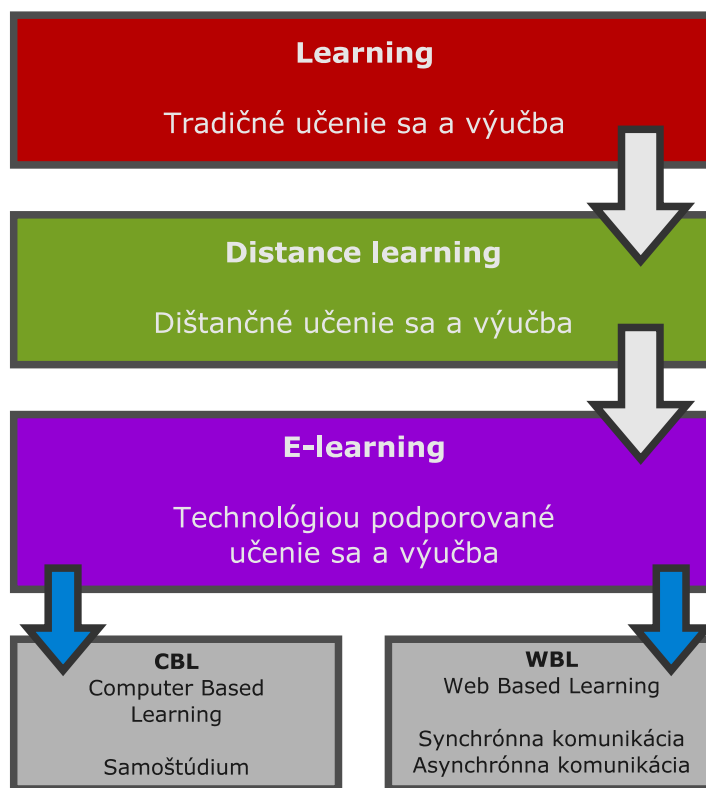 Learning
Tradičné učenie sa a výučba
Distance learning
Dištančné učenie sa a výučba
E-learning
Technológiou podporované
učenie sa a výučba
CBL
Computer Based
Learning
Samoštúdium
WBL
Web Based Learning
Synchrónna komunikácia
Asynchrónna komunikácia